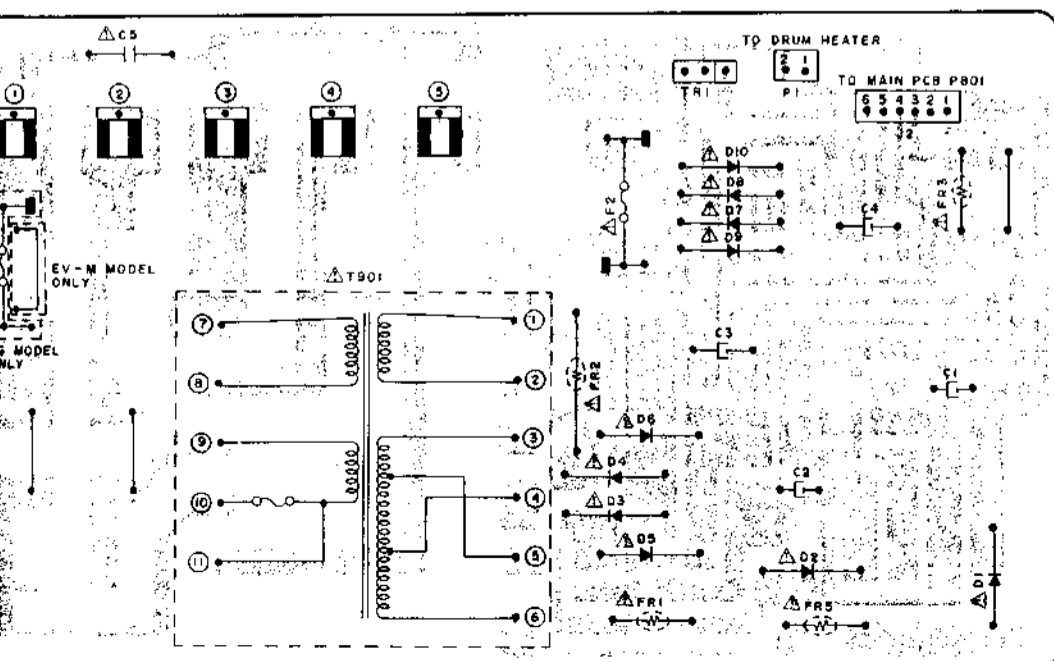 ⚠ C5
TO DRUM HEATER
2 1
TR1
P1
TO MAIN PCB P801
6 5 4 3 2 1
① ② ③ ④ ⑤
⚠ D10
⚠ D8
⚠ D7
⚠ D9
⚠ F2
C4
⚠ FR3
EV-M MODEL
ONLY
MODEL
⚠ T901
⑦ ①
⑧ ②
⑨ ③
⑩ ④
⑪ ⑤
⑥
⚠ FR2
C3
C1
⚠ D6
⚠ D4
C2
⚠ D3
⚠ D5
⚠ D2
⚠ D1
⚠ FR1
⚠ FR5